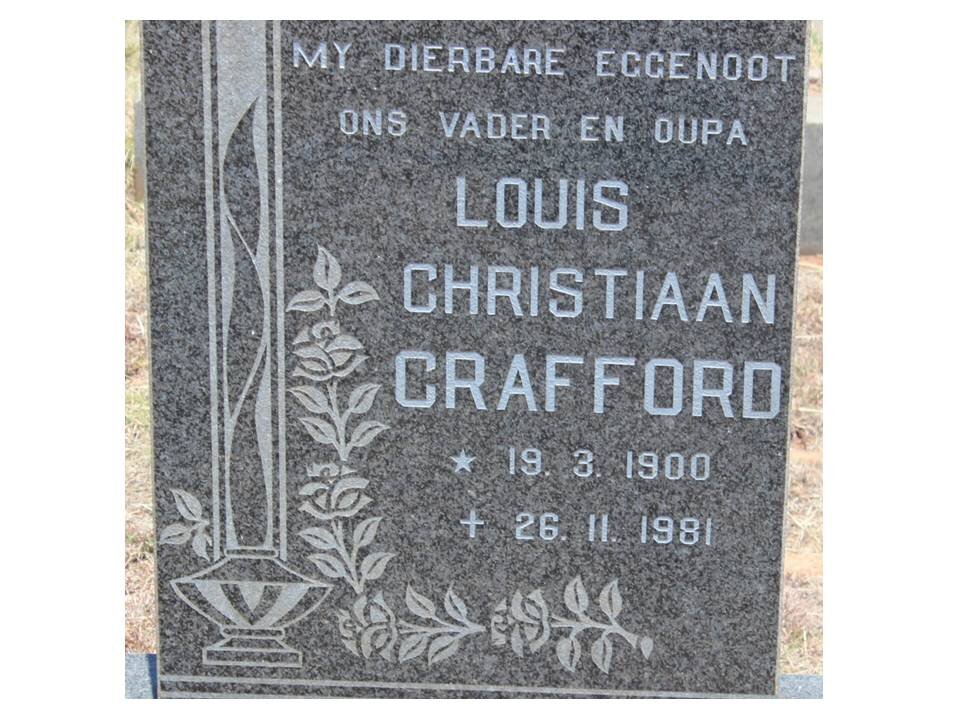 MY DIERBARE EGGENOOT
ONS VADER EN OUPA
LOUIS
CHRISTIAAN
CRAFFORD
★ 19. 3. 1900
✝ 26. 11. 1981